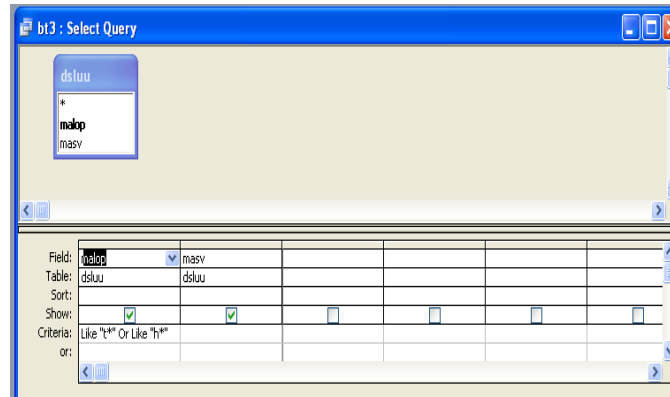 bt3 : Select Query
dsluu
*
malop
masv
Field: malop masv
Table: dsluu dsluu
Sort:
Show:
Criteria: Like "t*" Or Like "h*"
or: